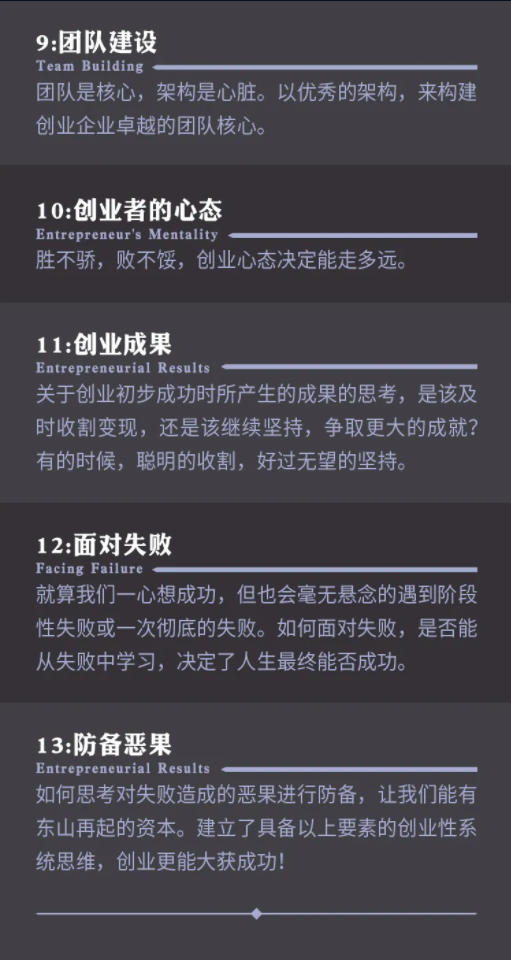 9:团队建设
Team Building
团队是核心，架构是心脏。以优秀的架构，来构建
创业企业卓越的团队核心。
10:创业者的心态
Entrepreneur's Mentality
胜不骄，败不馁，创业心态决定能走多远。
11:创业成果
Entrepreneurial Results
关于创业初步成功时所产生的成果的思考，是该及
时收割变现，还是该继续坚持，争取更大的成就？
有的时候，聪明的收割，好过无望的坚持。
12:面对失败
Facing Failure
就算我们一心想成功，但也会毫无悬念的遇到阶段
性失败或一次彻底的失败。如何面对失败，是否能
从失败中学习，决定了人生最终能否成功。
13:防备恶果
Entrepreneurial Results
如何思考对失败造成的恶果进行防备，让我们能有
东山再起的资本。建立了具备以上要素的创业性系
统思维，创业更能大获成功！